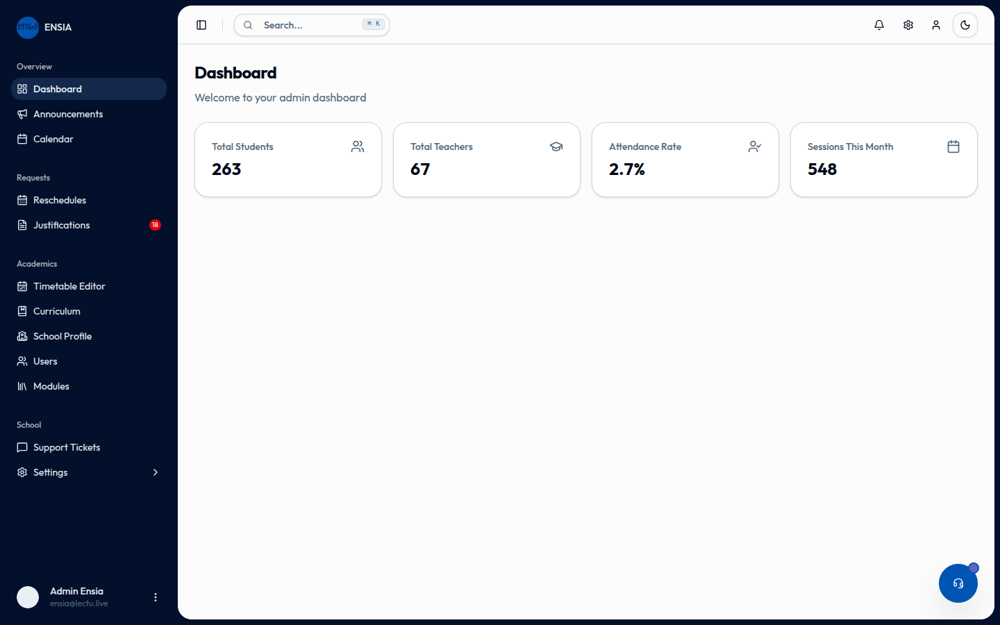 ensia
ENSIA
Overview
Dashboard
Announcements
Calendar
Requests
Reschedules
Justifications
18
Academics
Timetable Editor
Curriculum
School Profile
Users
Modules
School
Support Tickets
Settings
Admin Ensia
ensia@lectu.live
Search...
⌘ K
Dashboard
Welcome to your admin dashboard
Total Students
263
Total Teachers
67
Attendance Rate
2.7%
Sessions This Month
548